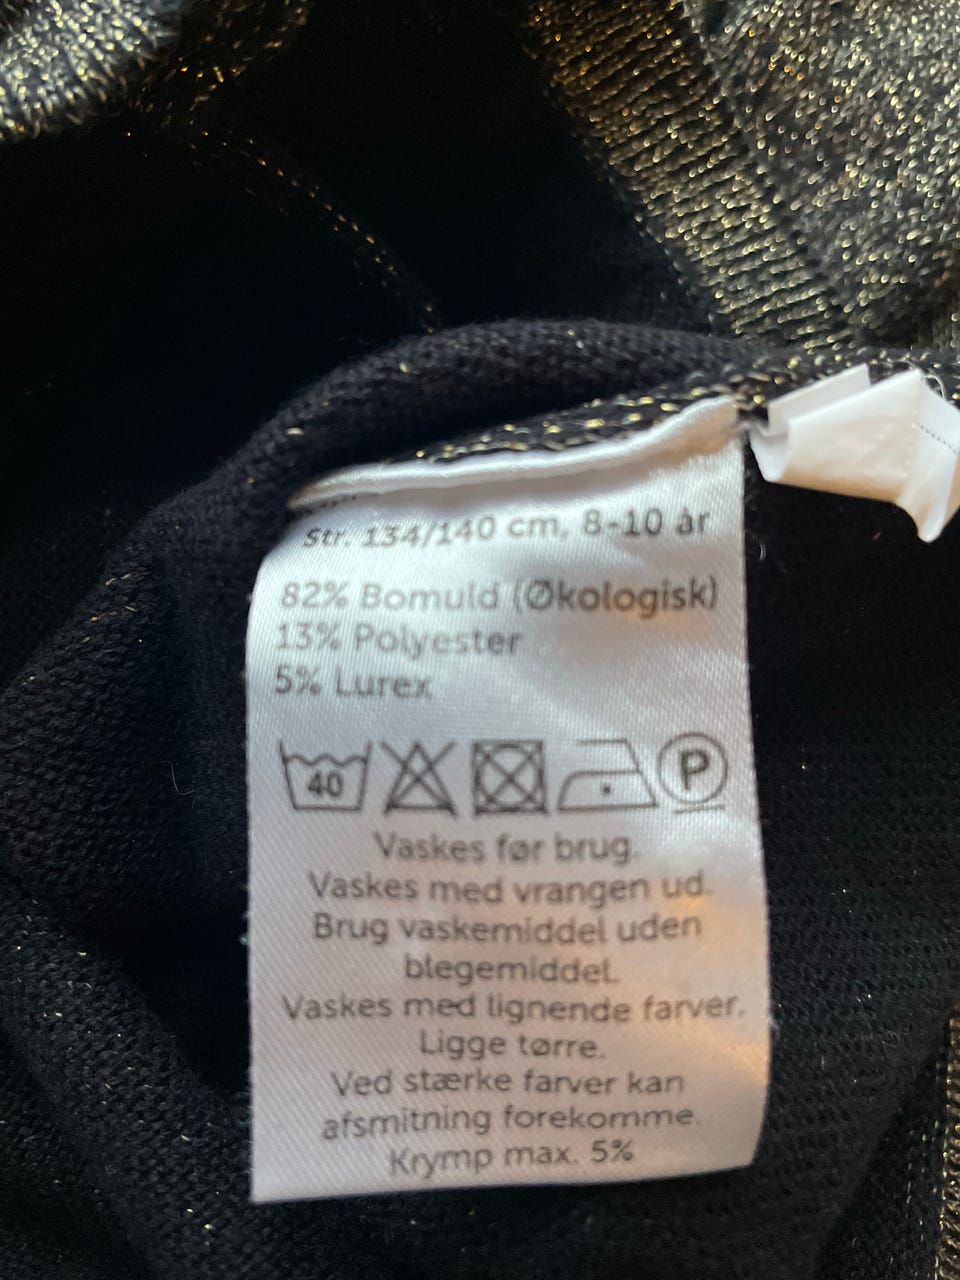 Str. 134/140 cm, 8-10 år
82% Bomuld (Økologisk)
13% Polyester
5% Lurex
40 P
Vaskes før brug.
Vaskes med vrangen ud.
Brug vaskemiddel uden
blegemiddel.
Vaskes med lignende farver.
Ligge tørre.
Ved stærke farver kan
afsmitning forekomme.
Krymp max. 5%